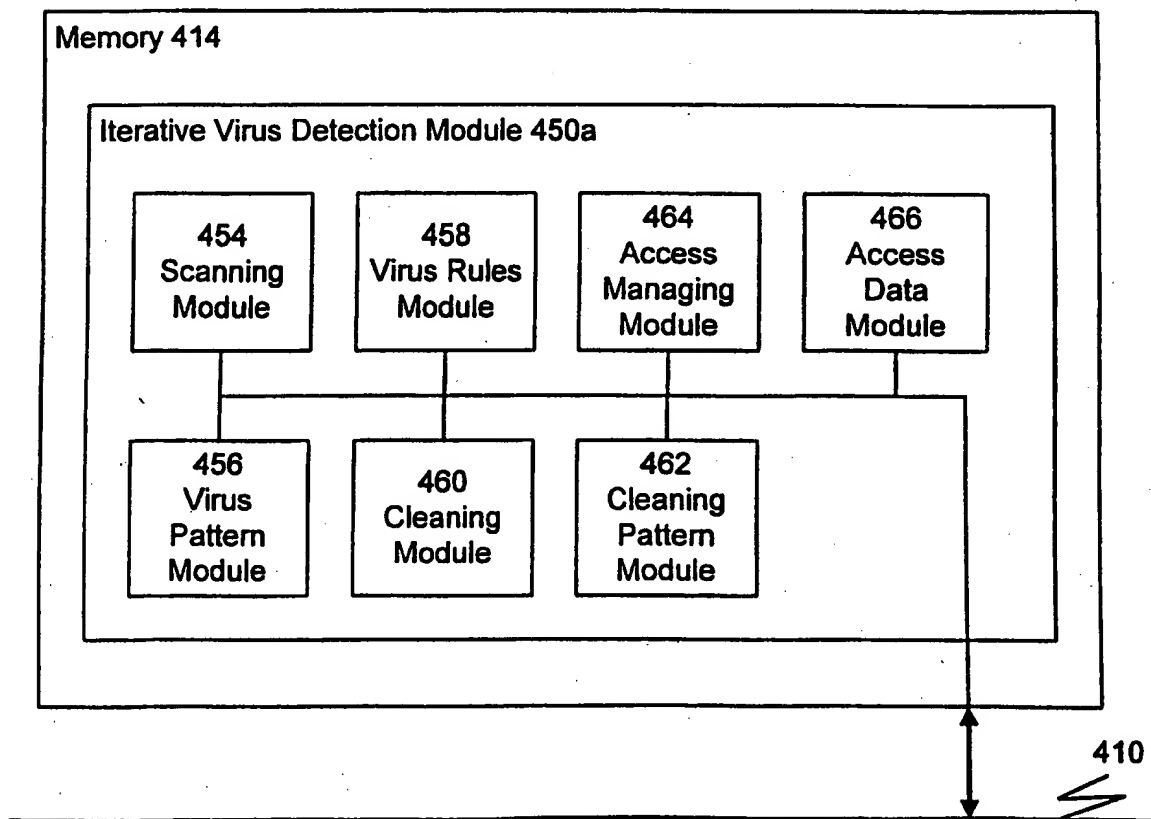 Memory 414
Iterative Virus Detection Module 450a
454
Scanning
Module
458
Virus Rules
Module
464
Access
Managing
Module
466
Access
Data
Module
456
Virus
Pattern
Module
460
Cleaning
Module
462
Cleaning
Pattern
Module
410